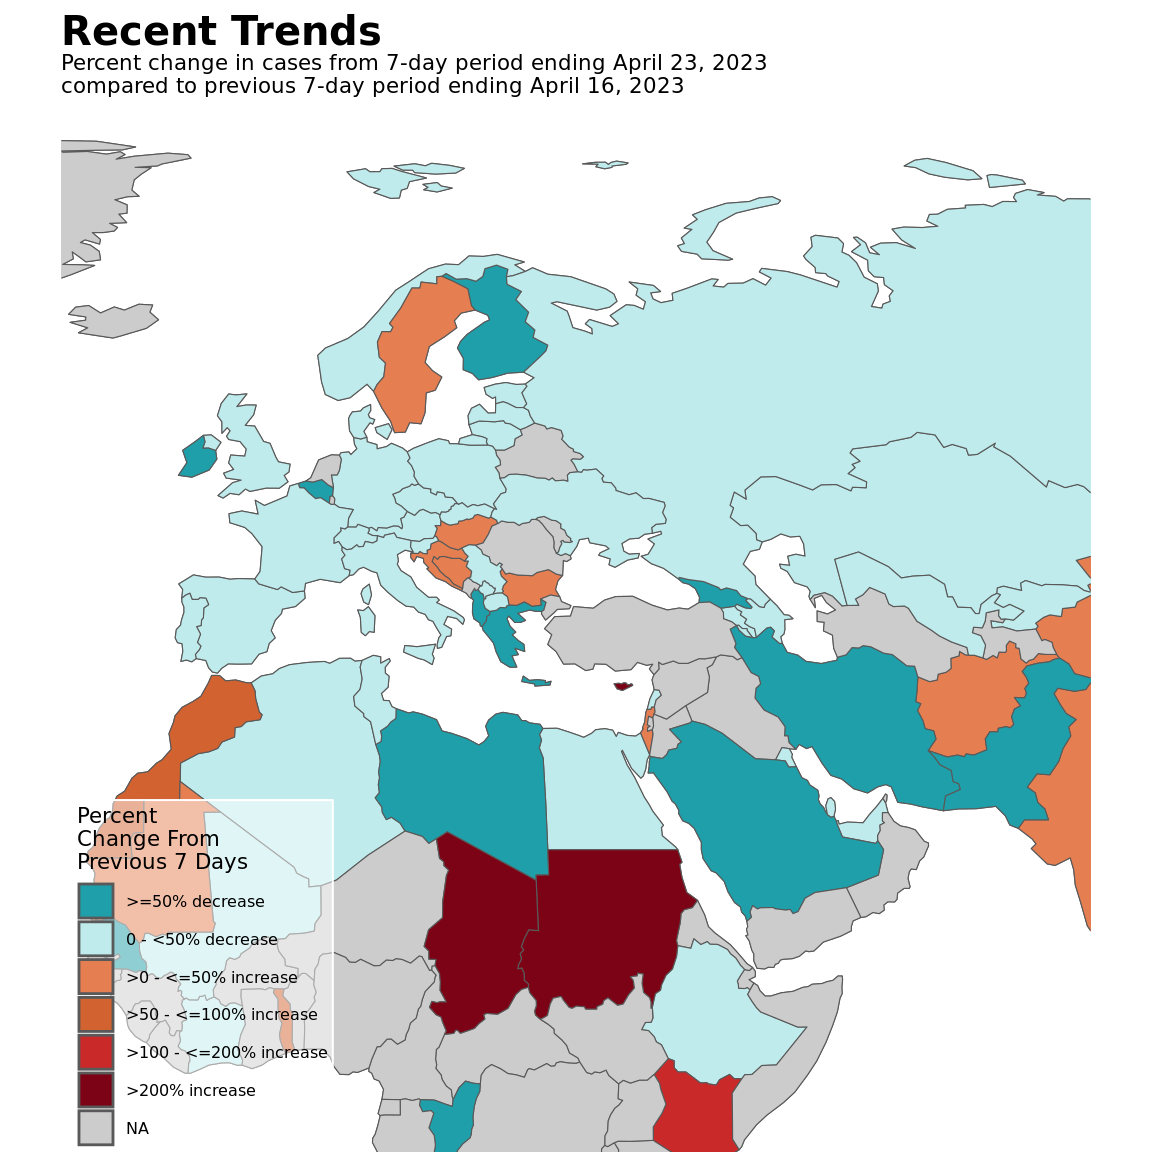 Recent Trends
Percent change in cases from 7-day period ending April 23, 2023
compared to previous 7-day period ending April 16, 2023
Percent
Change From
Previous 7 Days
>=50% decrease
0 - <50% decrease
>0 - <=50% increase
>50 - <=100% increase
>100 - <=200% increase
>200% increase
NA